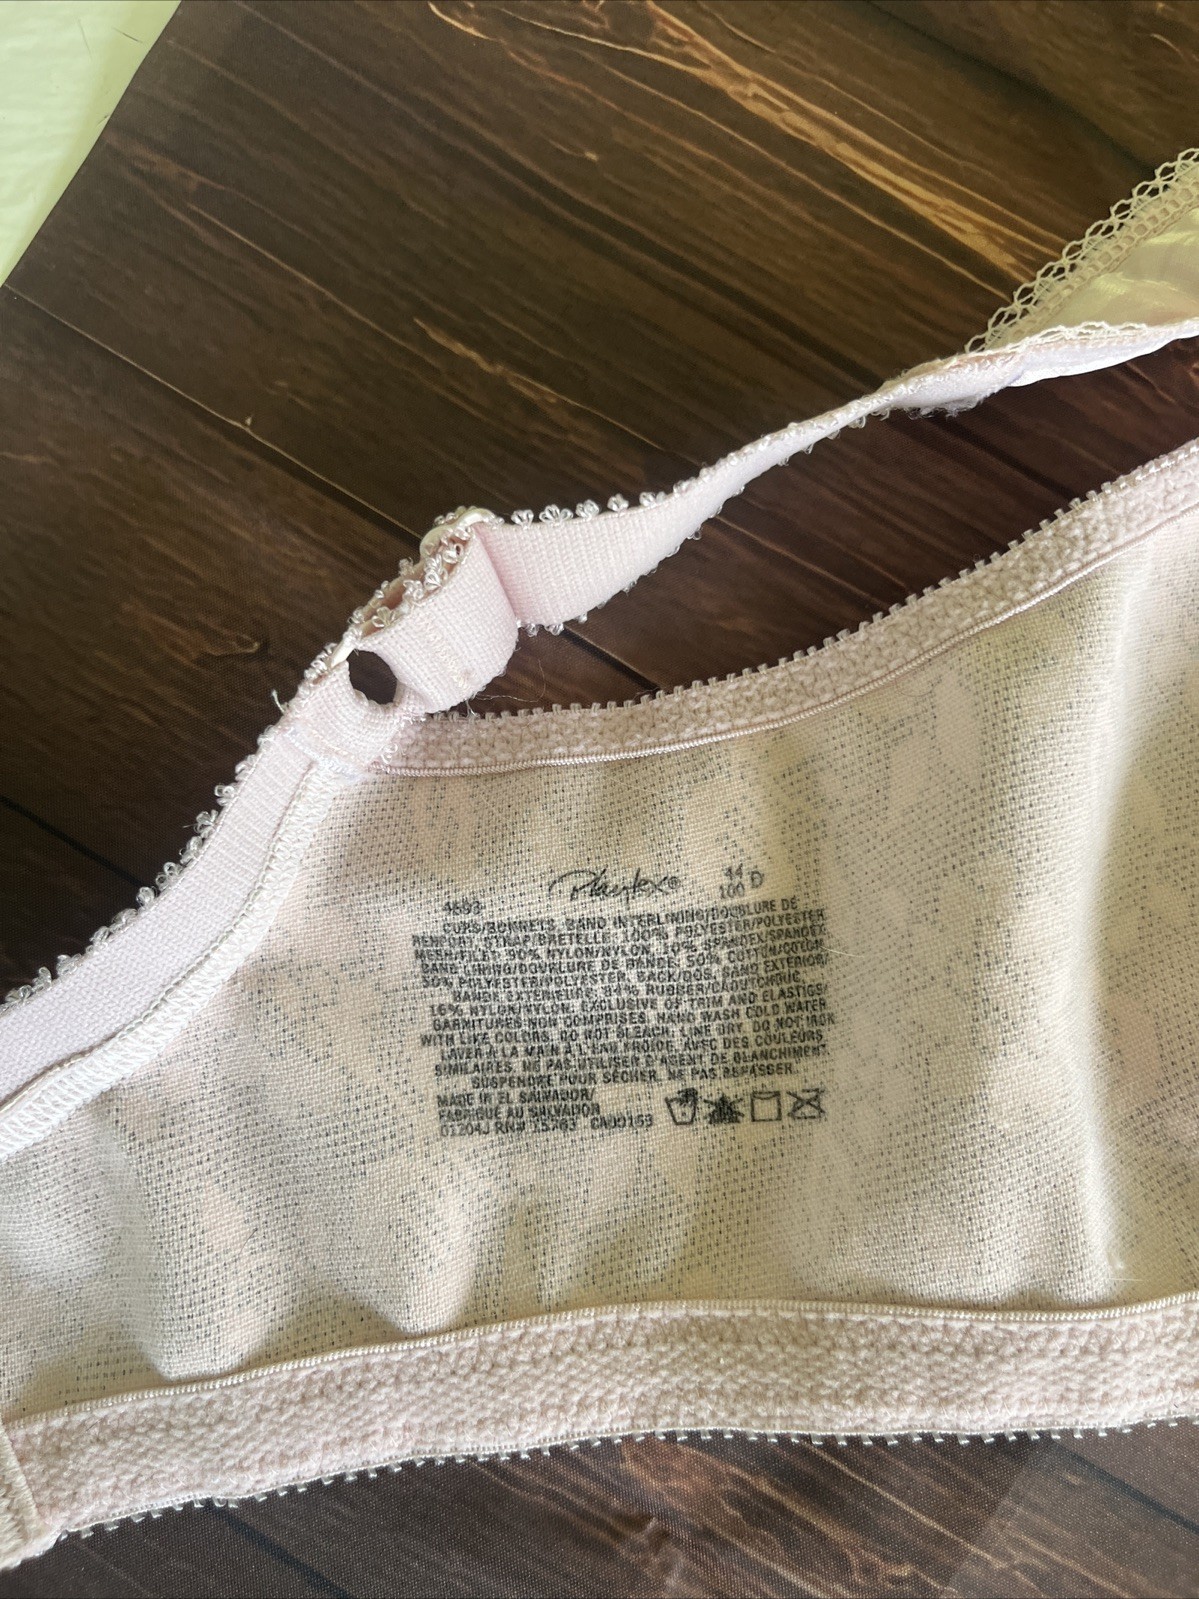 Playtex® 44
4693 100 D
CUPS/BONNETS, BAND INTERLINING/DOUBLURE DE
RENFORT, STRAP/BRETELLE: 100% POLYESTER/POLYESTER
MESH/FILET: 90% NYLON/NYLON, 10% SPANDEX/SPANDEX
BAND LINING/DOUBLURE DE BANDE: 50% COTTON/COTON,
50% POLYESTER/POLYESTER. BACK/DOS, BAND EXTERIOR/
BANDE EXTERIEURE: 84% RUBBER/CAOUTCHOUC,
16% NYLON/NYLON. EXCLUSIVE OF TRIM AND ELASTICS/
GARNITURES NON COMPRISES. HAND WASH COLD WATER
WITH LIKE COLORS. DO NOT BLEACH. LINE DRY. DO NOT IRON
LAVER À LA MAIN À L'EAU FROIDE, AVEC DES COULEURS
SIMILAIRES. NE PAS UTILISER D'AGENT DE BLANCHIMENT.
SUSPENDRE POUR SÉCHER. NE PAS REPASSER.
MADE IN EL SALVADOR/
FABRIQUÉ AU SALVADOR
01204J RN# 15763 CA00153